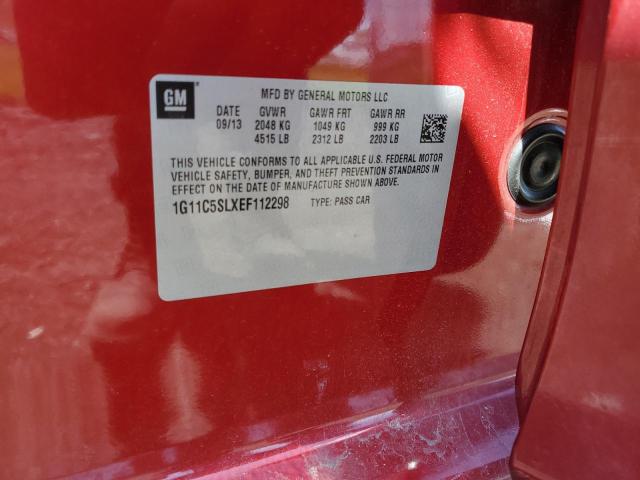 GM
MFD BY GENERAL MOTORS LLC
DATE GVWR GAWR FRT GAWR RR
09/13 2048 KG 1049 KG 999 KG
4515 LB 2312 LB 2203 LB
THIS VEHICLE CONFORMS TO ALL APPLICABLE U.S. FEDERAL MOTOR
VEHICLE SAFETY, BUMPER, AND THEFT PREVENTION STANDARDS IN
EFFECT ON THE DATE OF MANUFACTURE SHOWN ABOVE.
1G11C5SLXEF112298 TYPE: PASS CAR